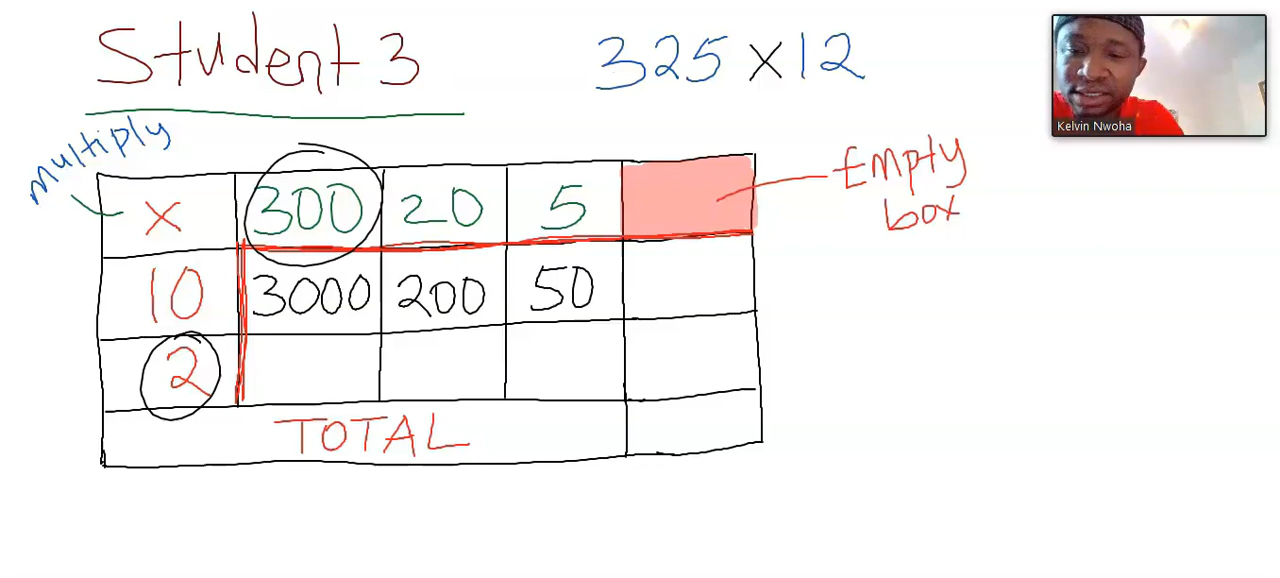 Student 3
325 × 12
Kelvin Nwoha
multiply
Empty
box
× 300 20 5
10 3000 200 50
2
TOTAL